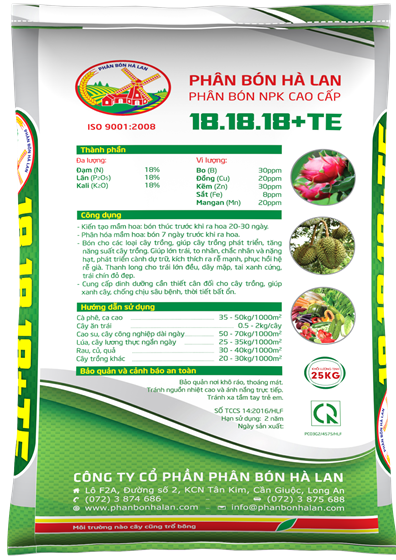 PHÂN BÓN HÀ LAN
ISO 9001:2008
PHÂN BÓN HÀ LAN
PHÂN BÓN NPK CAO CẤP
18.18.18+TE
Thành phần
Đa lượng:
Đạm (N) 18%
Lân (P₂O₅) 18%
Kali (K₂O) 18%
Vi lượng:
Bo (B) 30ppm
Đồng (Cu) 20ppm
Kẽm (Zn) 30ppm
Sắt (Fe) 8ppm
Mangan (Mn) 20ppm
Công dụng
- Kiến tạo mầm hoa: bón thúc trước khi ra hoa 20-30 ngày.
- Phân hóa mầm hoa: bón 7 ngày trước khi ra hoa.
- Bón cho các loại cây trồng, giúp cây trồng phát triển, tăng
năng suất cây trồng. Giúp lớn trái, to nhân, chắc nhân và nặng
hạt, phát triển cành dự trữ, kích thích ra rễ mạnh, phục hồi hệ
rễ già. Thanh long cho trái lớn đều, dày mập, tai xanh cứng,
trái chín đỏ đẹp.
- Cung cấp dinh dưỡng cần thiết cân đối cho cây trồng, giúp
xanh cây, chống chịu sâu bệnh, thời tiết bất ổn.
Hướng dẫn sử dụng
Cà phê, ca cao 35 - 50kg/1000m²
Cây ăn trái 0.5 - 2kg/cây
Cao su, cây công nghiệp dài ngày 50 - 70kg/1000m²
Lúa, cây lương thực ngắn ngày 25 - 35kg/1000m²
Rau, củ, quả 30 - 40kg/1000m²
Cây trồng khác 20 - 30kg/1000m²
Bảo quản và cảnh báo an toàn
Bảo quản nơi khô ráo, thoáng mát.
Tránh nguồn nhiệt cao và ánh nắng trực tiếp.
Tránh xa tầm tay trẻ em.
Số TCCS 14:2016/HLF
Hạn sử dụng: 2 năm
Ngày sản xuất:
KHỐI LƯỢNG TỊNH
25KG
CÔNG TY CỔ PHẦN PHÂN BÓN HÀ LAN
Lô F2A, Đường số 2, KCN Tân Kim, Cần Giuộc, Long An
(072) 3 874 686 (072) 3 875 688
www.phanbonhalan.com info@phanbonhalan.com
Môi trường nào cây cũng trổ bông
18.18.18+TE
18.18.18+TE